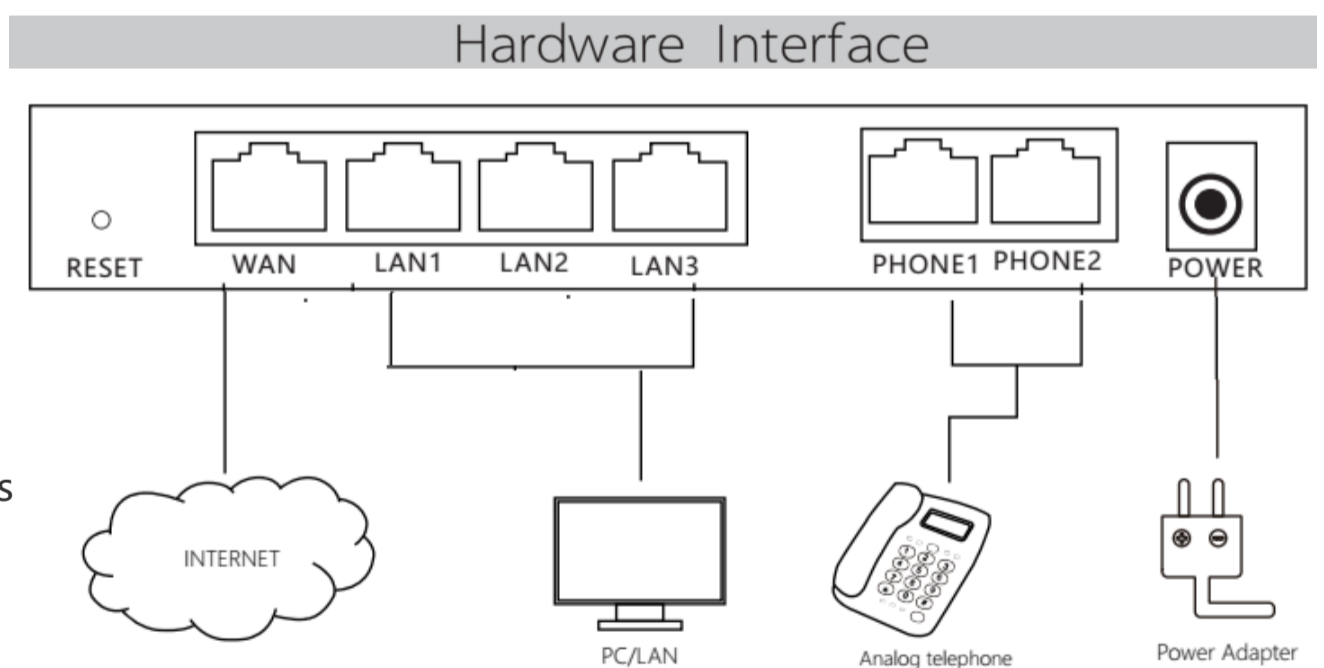 Hardware Interface
RESET
WAN
LAN1
LAN2
LAN3
PHONE1
PHONE2
POWER
s
INTERNET
PC/LAN
Analog telephone
Power Adapter